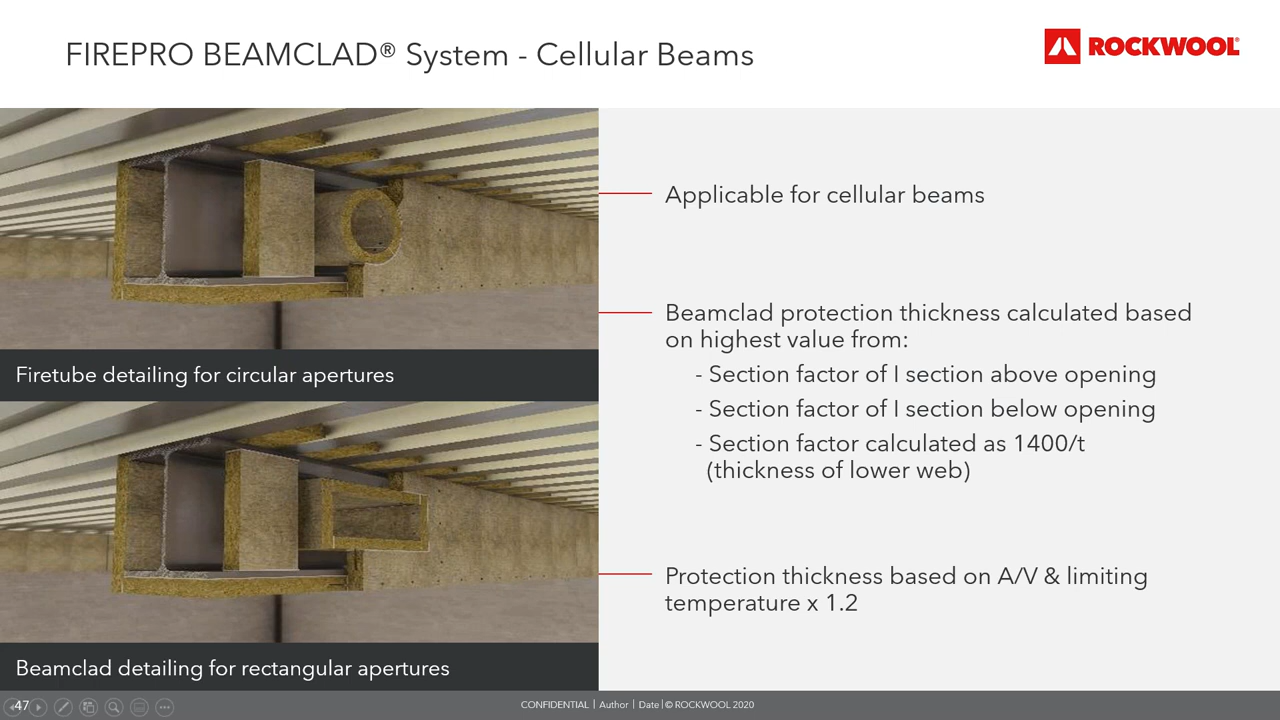 FIREPRO BEAMCLAD® System - Cellular Beams
ROCKWOOL®
Firetube detailing for circular apertures
Beamclad detailing for rectangular apertures
Applicable for cellular beams
Beamclad protection thickness calculated based
on highest value from:
- Section factor of I section above opening
- Section factor of I section below opening
- Section factor calculated as 1400/t
(thickness of lower web)
Protection thickness based on A/V & limiting
temperature x 1.2
47
CONFIDENTIAL | Author | Date | © ROCKWOOL 2020